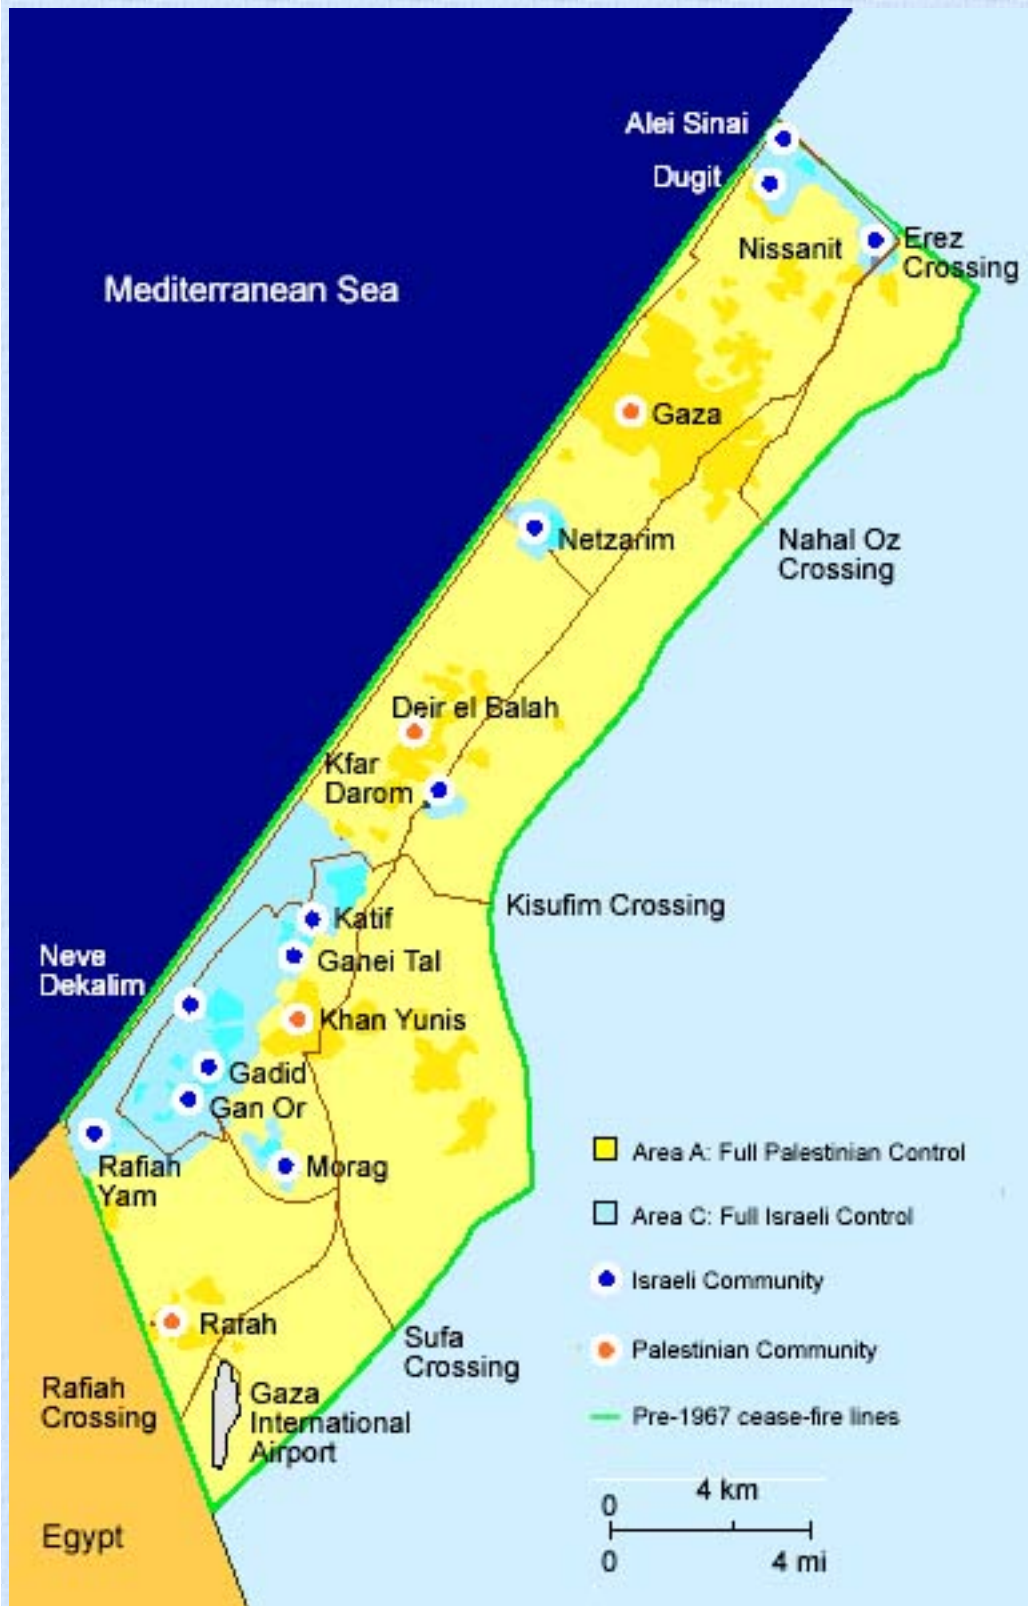 Alei Sinai
Dugit
Nissanit
Erez
Crossing
Mediterranean Sea
Gaza
Netzarim
Nahal Oz
Crossing
Deir el Balah
Kfar
Darom
Kisufim Crossing
Katif
Ganei Tal
Neve
Dekalim
Khan Yunis
Gadid
Gan Or
Rafiah
Yam
Morag
Area A: Full Palestinian Control
Area C: Full Israeli Control
Israeli Community
Palestinian Community
Pre-1967 cease-fire lines
Rafah
Sufa
Crossing
Rafiah
Crossing
Gaza
International
Airport
Egypt
0 4 km
0 4 mi